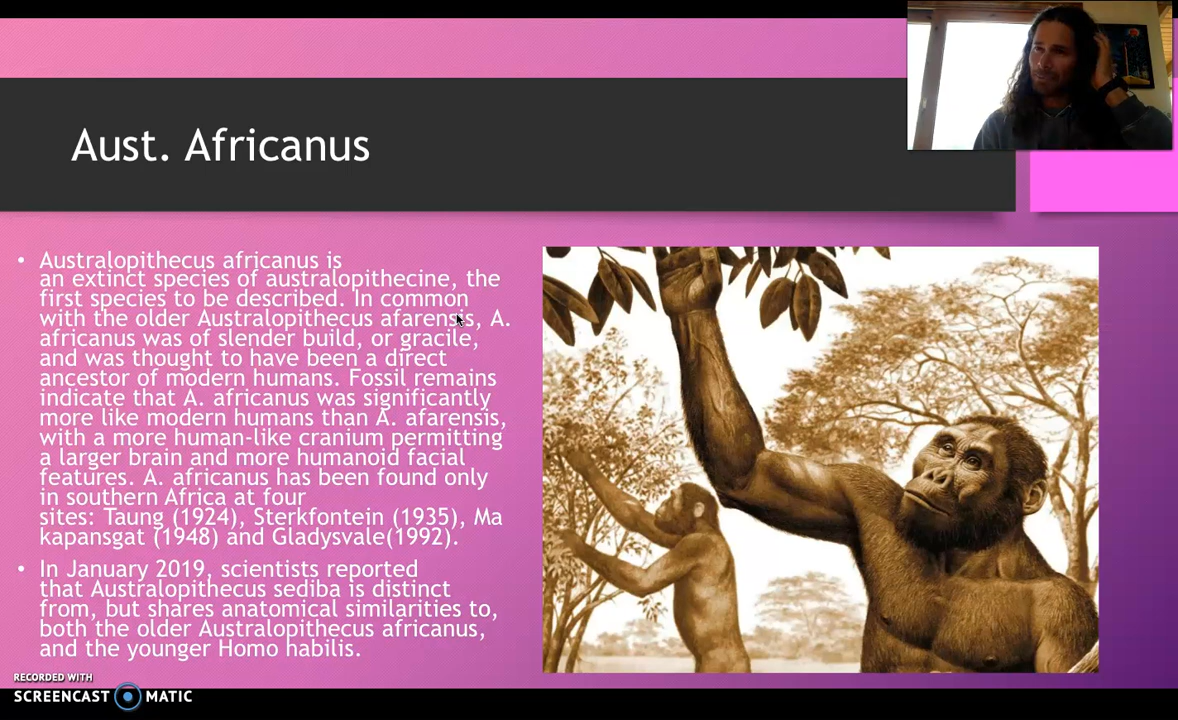 Aust. Africanus
• Australopithecus africanus is
an extinct species of australopithecine, the
first species to be described. In common
with the older Australopithecus afarensis, A.
africanus was of slender build, or gracile,
and was thought to have been a direct
ancestor of modern humans. Fossil remains
indicate that A. africanus was significantly
more like modern humans than A. afarensis,
with a more human-like cranium permitting
a larger brain and more humanoid facial
features. A. africanus has been found only
in southern Africa at four
sites: Taung (1924), Sterkfontein (1935), Ma
kapansgat (1948) and Gladysvale(1992).
• In January 2019, scientists reported
that Australopithecus sediba is distinct
from, but shares anatomical similarities to,
both the older Australopithecus africanus,
and the younger Homo habilis.
RECORDED WITH
SCREENCAST MATIC